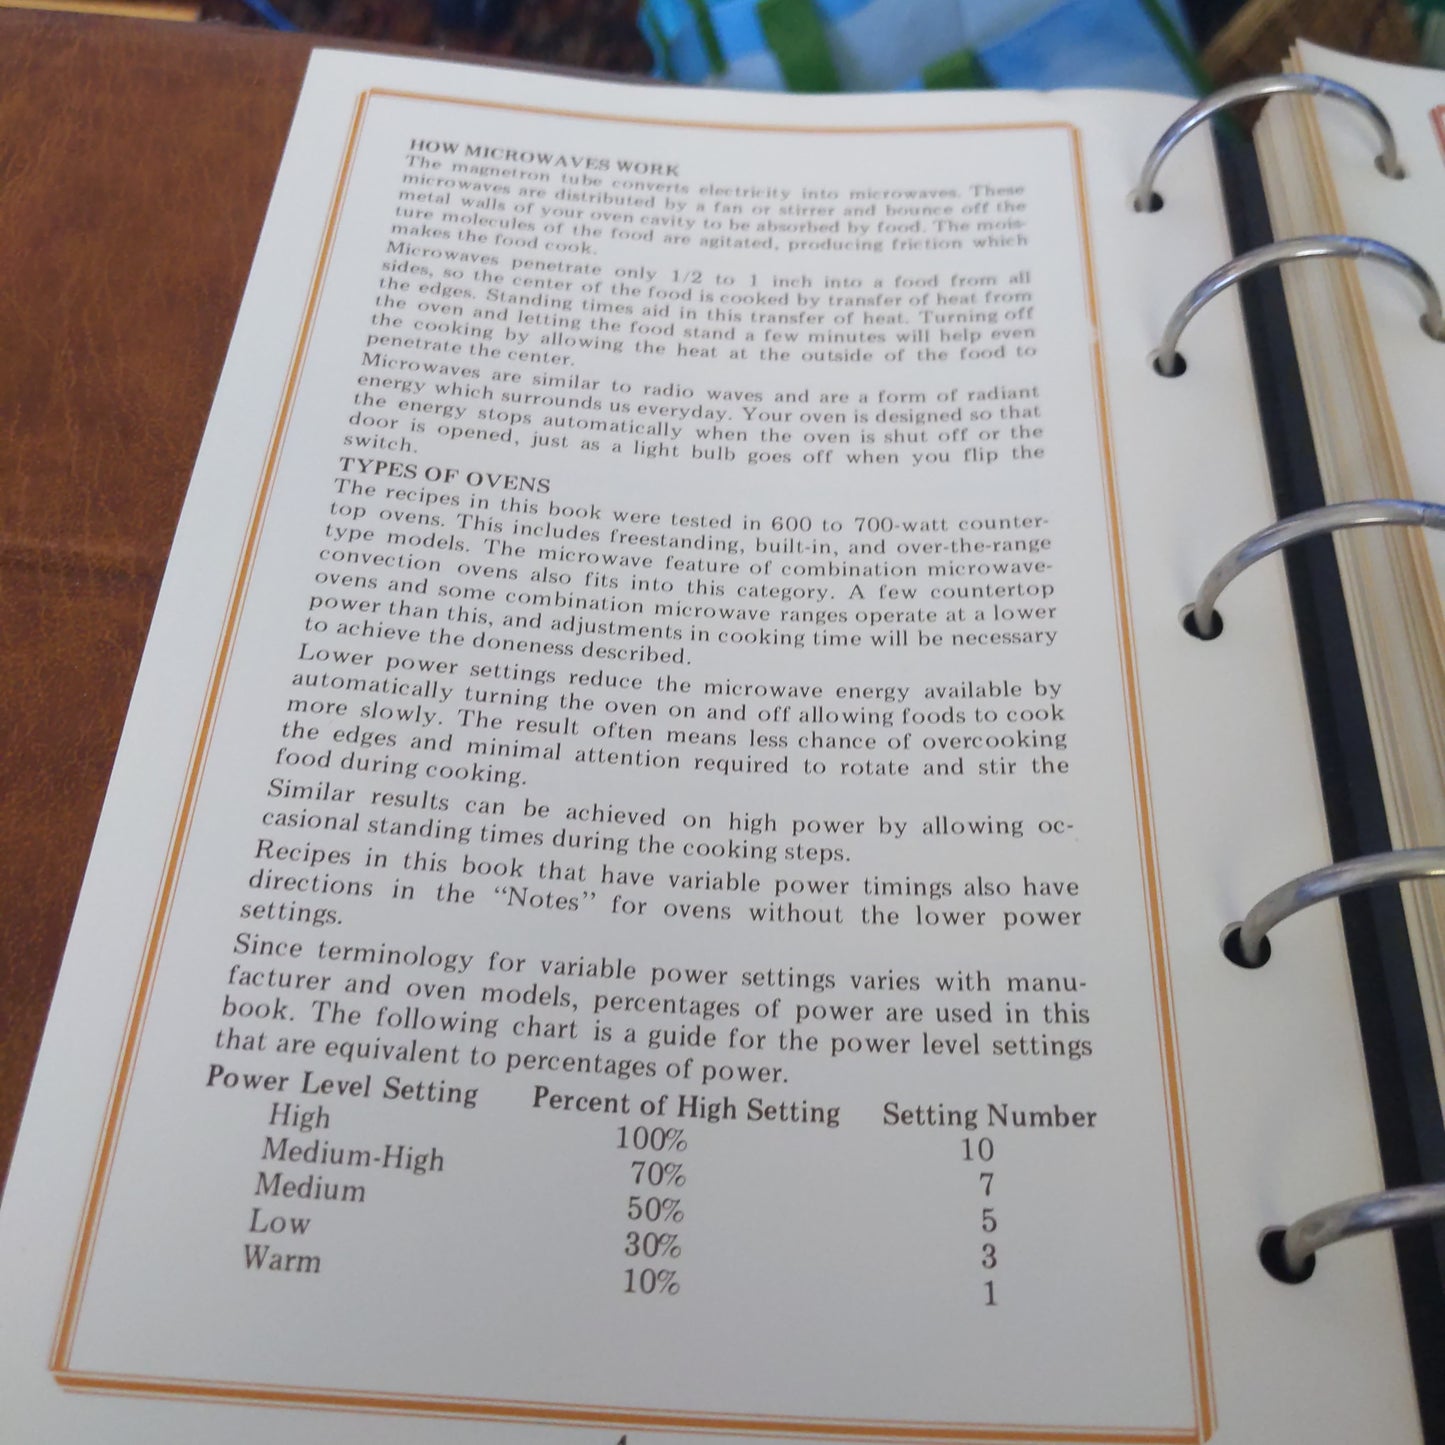 HOW MICROWAVES WORK
The magnetron tube converts electricity into microwaves. These
microwaves are distributed by a fan or stirrer and bounce off the
metal walls of your oven cavity to be absorbed by food. The mois-
ture molecules of the food are agitated, producing friction which
makes the food cook.
Microwaves penetrate only 1/2 to 1 inch into a food from all
sides, so the center of the food is cooked by transfer of heat from
the edges. Standing times aid in this transfer of heat. Turning off
the oven and letting the food stand a few minutes will help even
the cooking by allowing the heat at the outside of the food to
penetrate the center.
Microwaves are similar to radio waves and are a form of radiant
energy which surrounds us everyday. Your oven is designed so that
the energy stops automatically when the oven is shut off or the
door is opened, just as a light bulb goes off when you flip the
switch.
TYPES OF OVENS
The recipes in this book were tested in 600 to 700-watt counter-
top ovens. This includes freestanding, built-in, and over-the-range
type models. The microwave feature of combination microwave-
convection ovens also fits into this category. A few countertop
ovens and some combination microwave ranges operate at a lower
power than this, and adjustments in cooking time will be necessary
to achieve the doneness described.
Lower power settings reduce the microwave energy available by
automatically turning the oven on and off allowing foods to cook
more slowly. The result often means less chance of overcooking
the edges and minimal attention required to rotate and stir the
food during cooking.
Similar results can be achieved on high power by allowing oc-
casional standing times during the cooking steps.
Recipes in this book that have variable power timings also have
directions in the “Notes” for ovens without the lower power
settings.
Since terminology for variable power settings varies with manu-
facturer and oven models, percentages of power are used in this
book. The following chart is a guide for the power level settings
that are equivalent to percentages of power.
Power Level Setting Percent of High Setting Setting Number
High 100% 10
Medium-High 70% 7
Medium 50% 5
Low 30% 3
Warm 10% 1